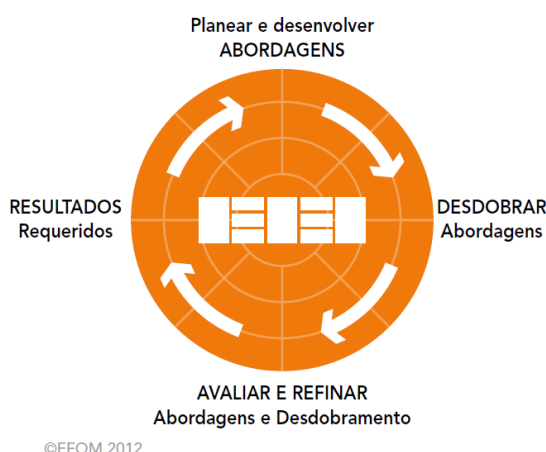 Planear e desenvolver
ABORDAGENS
RESULTADOS
Requeridos
DESDOBRAR
Abordagens
AVALIAR E REFINAR
Abordagens e Desdobramento
©EFQM 2012